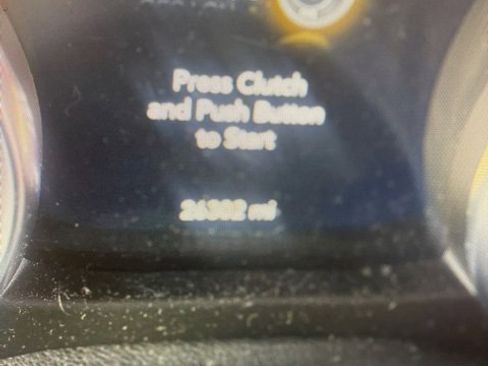 Press Clutch
and Push Button
to Start
mi